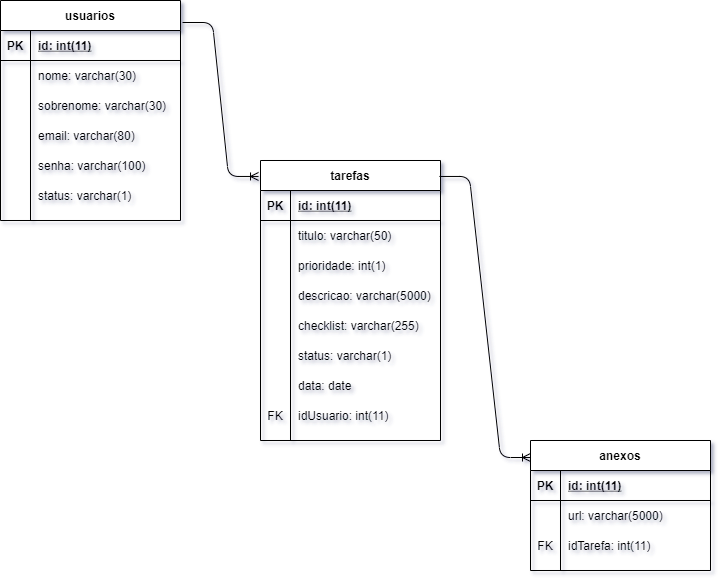 usuarios
PK id: int(11)
nome: varchar(30)
sobrenome: varchar(30)
email: varchar(80)
senha: varchar(100)
status: varchar(1)
tarefas
PK id: int(11)
titulo: varchar(50)
prioridade: int(1)
descricao: varchar(5000)
checklist: varchar(255)
status: varchar(1)
data: date
FK idUsuario: int(11)
anexos
PK id: int(11)
url: varchar(5000)
FK idTarefa: int(11)